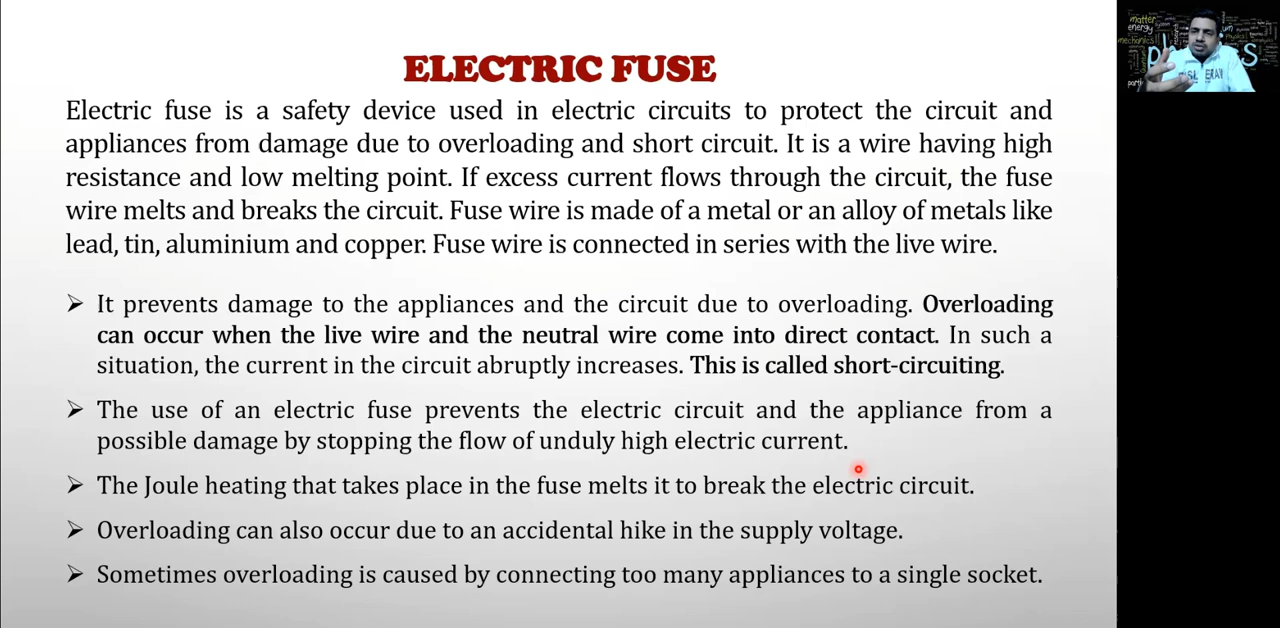 ELECTRIC FUSE
Electric fuse is a safety device used in electric circuits to protect the circuit and
appliances from damage due to overloading and short circuit. It is a wire having high
resistance and low melting point. If excess current flows through the circuit, the fuse
wire melts and breaks the circuit. Fuse wire is made of a metal or an alloy of metals like
lead, tin, aluminium and copper. Fuse wire is connected in series with the live wire.
➢ It prevents damage to the appliances and the circuit due to overloading. Overloading
can occur when the live wire and the neutral wire come into direct contact. In such a
situation, the current in the circuit abruptly increases. This is called short-circuiting.
➢ The use of an electric fuse prevents the electric circuit and the appliance from a
possible damage by stopping the flow of unduly high electric current.
➢ The Joule heating that takes place in the fuse melts it to break the electric circuit.
➢ Overloading can also occur due to an accidental hike in the supply voltage.
➢ Sometimes overloading is caused by connecting too many appliances to a single socket.
matter
energy
mechanics